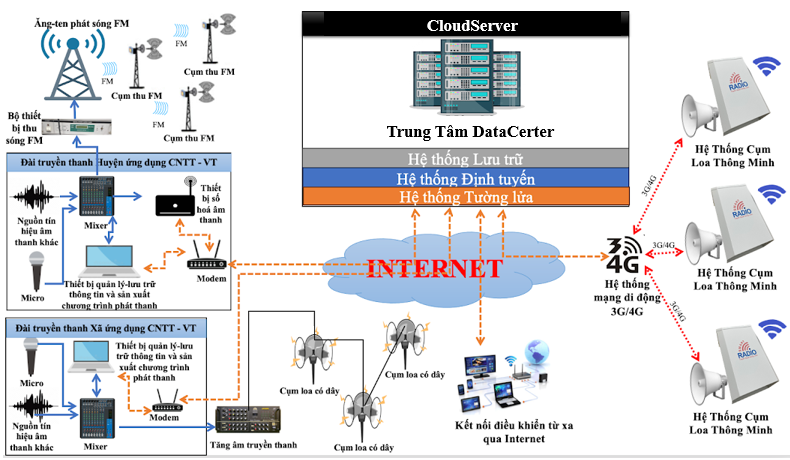 Ăng-ten phát sóng FM
FM
FM
FM
Cụm thu FM
Cụm thu FM
Cụm thu FM
Bộ thiết
bị thu
sóng FM
Đài truyền thanh Huyện ứng dụng CNTT - VT
Nguồn tín
hiệu âm
thanh khác
Mixer
Thiết
bị số
hoá âm
thanh
Micro
Thiết bị quản lý-lưu trữ
thông tin và sản xuất
chương trình phát thanh
Modem
Đài truyền thanh Xã ứng dụng CNTT - VT
Micro
Thiết bị quản lý-lưu
trữ thông tin và sản
xuất chương trình
phát thanh
Nguồn tín
hiệu âm
thanh khác
Mixer
Modem
Tăng âm truyền thanh
Cụm loa có dây
Cụm loa có dây
Cụm loa có dây
CloudServer
Trung Tâm DataCerter
Hệ thống Lưu trữ
Hệ thống Định tuyến
Hệ thống Tường lửa
INTERNET
Kết nối điều khiển từ xa
qua Internet
3G
4G
Hệ thống
mạng di động
3G/4G
3G/4G
3G/4G
3G/4G
RADIO
Hệ Thống Cụm
Loa Thông Minh
RADIO
Hệ Thống Cụm
Loa Thông Minh
RADIO
Hệ Thống Cụm
Loa Thông Minh